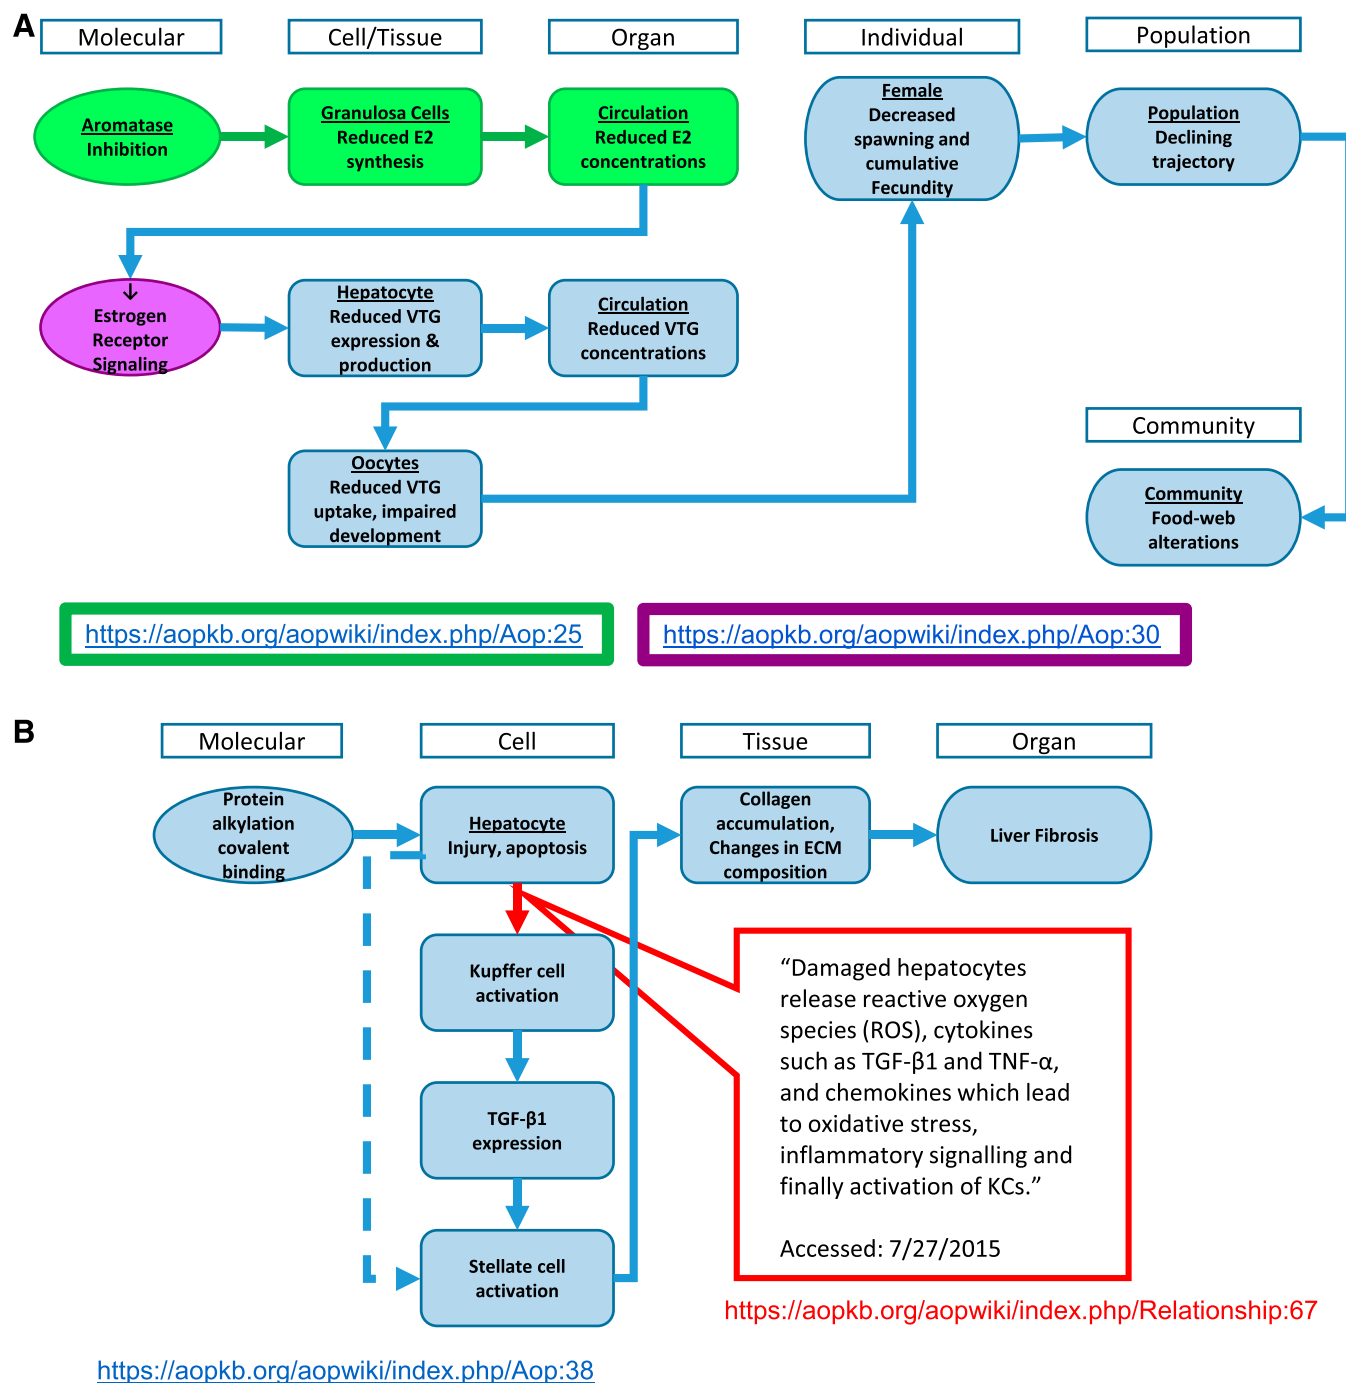 A
Molecular
Cell/Tissue
Organ
Individual
Population
Aromatase
Inhibition
Granulosa Cells
Reduced E2
synthesis
Circulation
Reduced E2
concentrations
Female
Decreased
spawning and
cumulative
Fecundity
Population
Declining
trajectory
↓
Estrogen
Receptor
Signaling
Hepatocyte
Reduced VTG
expression &
production
Circulation
Reduced VTG
concentrations
Oocytes
Reduced VTG
uptake, impaired
development
Community
Community
Food-web
alterations
https://aopkb.org/aopwiki/index.php/Aop:25
https://aopkb.org/aopwiki/index.php/Aop:30
B
Molecular
Cell
Tissue
Organ
Protein
alkylation
covalent
binding
Hepatocyte
Injury, apoptosis
Collagen
accumulation,
Changes in ECM
composition
Liver Fibrosis
Kupffer cell
activation
TGF-β1
expression
Stellate cell
activation
“Damaged hepatocytes
release reactive oxygen
species (ROS), cytokines
such as TGF-β1 and TNF-α,
and chemokines which lead
to oxidative stress,
inflammatory signalling and
finally activation of KCs.”
Accessed: 7/27/2015
https://aopkb.org/aopwiki/index.php/Relationship:67
https://aopkb.org/aopwiki/index.php/Aop:38